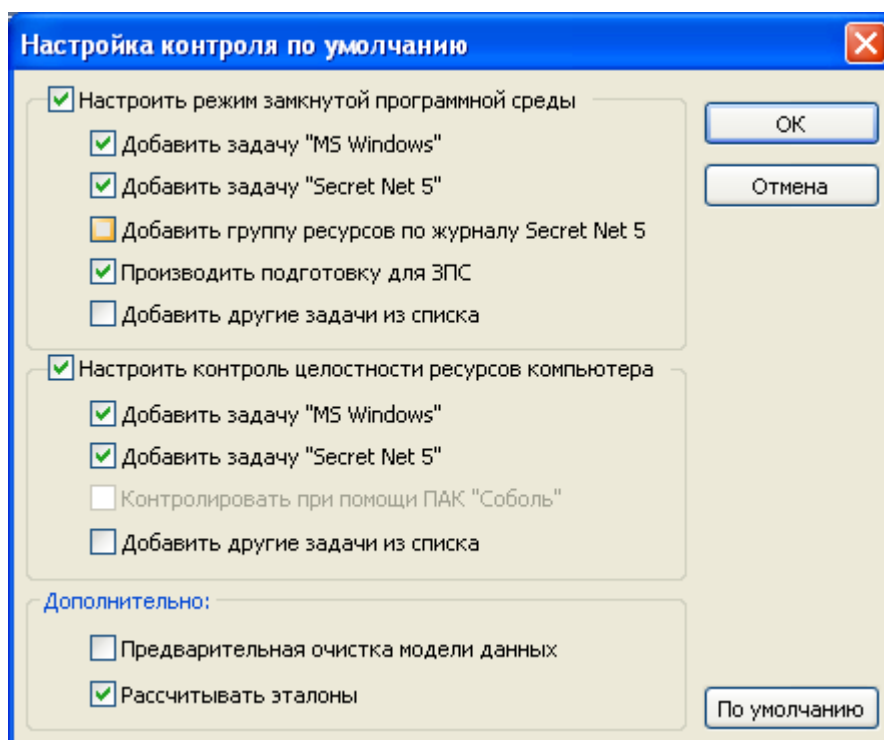 Настройка контроля по умолчанию
Настроить режим замкнутой программной среды
Добавить задачу "MS Windows"
Добавить задачу "Secret Net 5"
Добавить группу ресурсов по журналу Secret Net 5
Производить подготовку для ЗПС
Добавить другие задачи из списка
Настроить контроль целостности ресурсов компьютера
Добавить задачу "MS Windows"
Добавить задачу "Secret Net 5"
Контролировать при помощи ПАК "Соболь"
Добавить другие задачи из списка
Дополнительно:
Предварительная очистка модели данных
Рассчитывать эталоны
ОК
Отмена
По умолчанию